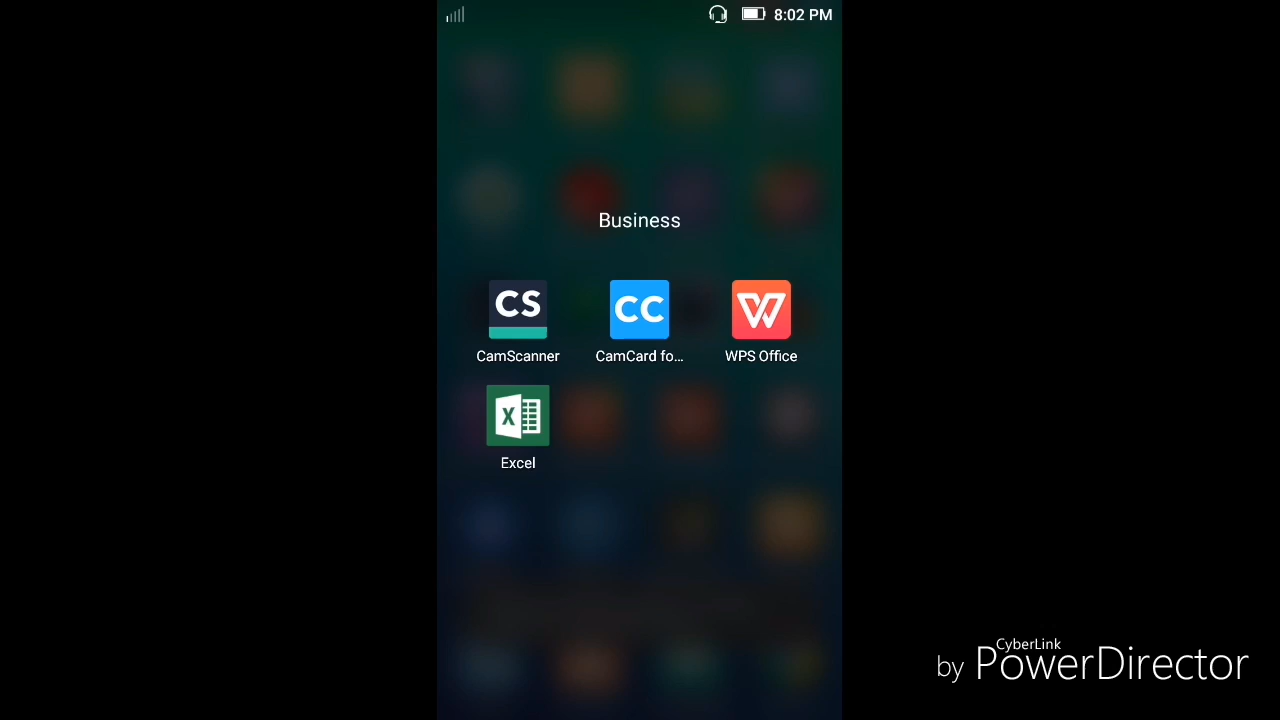 8:02 PM
Business
CS
CC
W
CamScanner
CamCard fo...
WPS Office
X
Excel
CyberLink
by PowerDirector